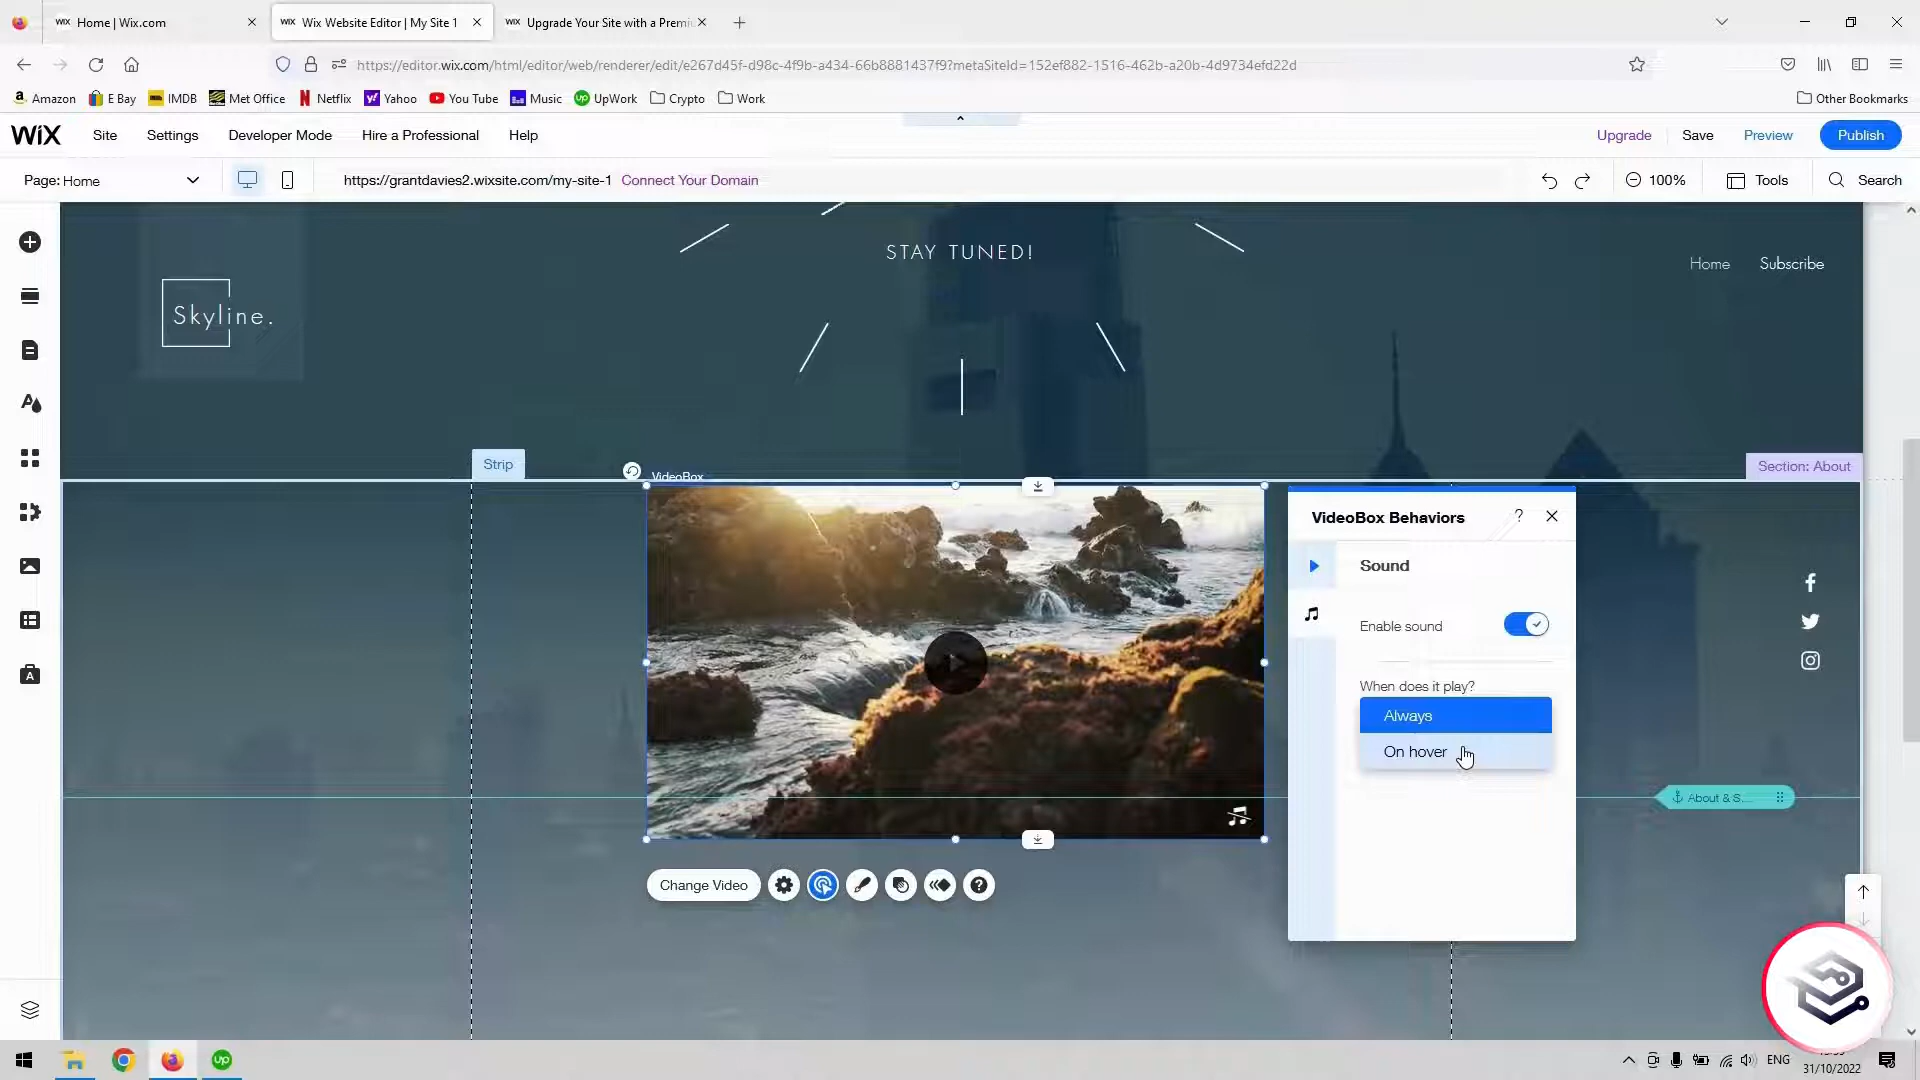 WIX Home | Wix.com
WIX Wix Website Editor | My Site 1
WIX Upgrade Your Site with a Premi
https://editor.wix.com/html/editor/web/renderer/edit/e267d45f-d98c-4f9b-a434-66b8881437f9?metaSiteId=152ef882-1516-462b-a20b-4d9734efd22d
Amazon E Bay IMDB Met Office Netflix Yahoo You Tube Music UpWork Crypto Work Other Bookmarks
WiX Site Settings Developer Mode Hire a Professional Help Upgrade Save Preview Publish
Page: Home https://grantdavies2.wixsite.com/my-site-1 Connect Your Domain 100% Tools Search
STAY TUNED!
Home Subscribe
Skyline.
Strip
VideoBox
Section: About
VideoBox Behaviors ?
Sound
Enable sound
When does it play?
Always
On hover
About & S...
Change Video
ENG
31/10/2022